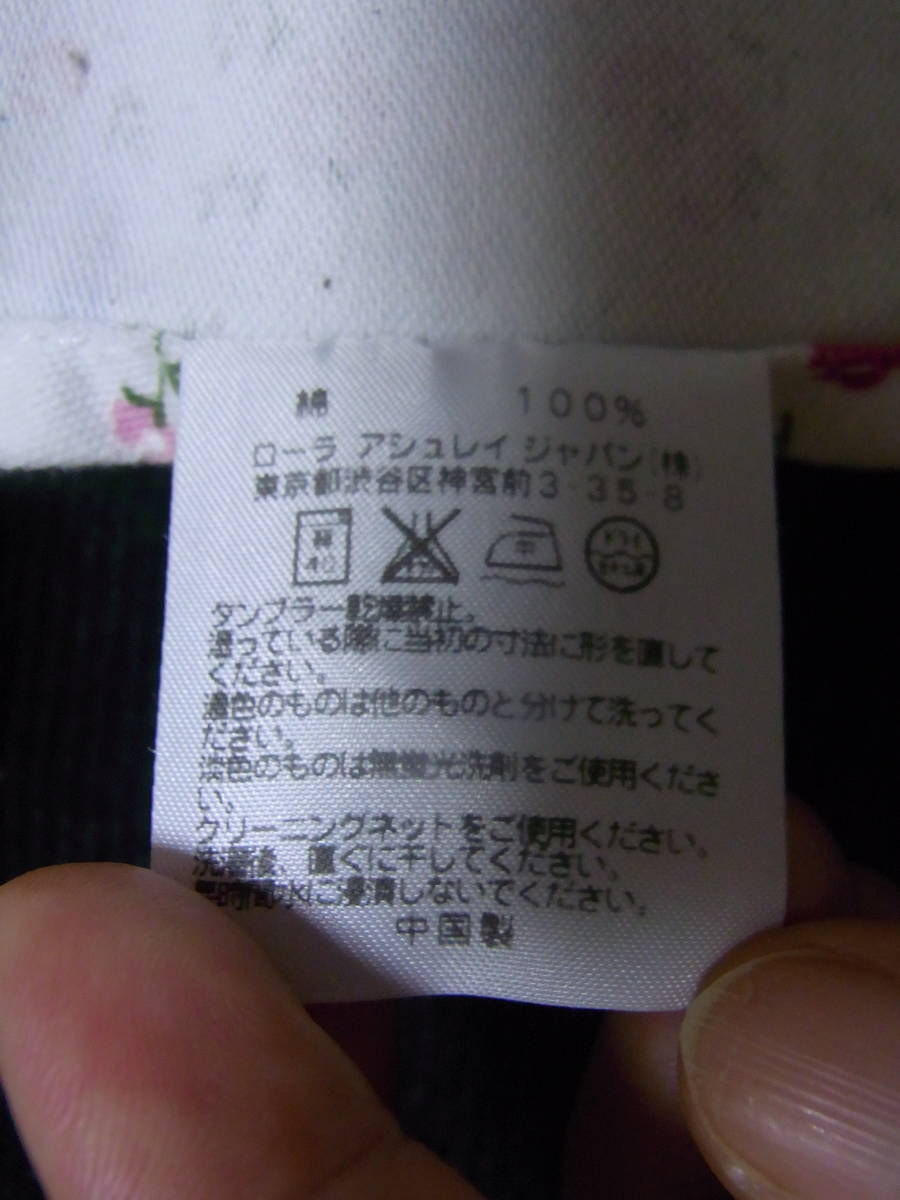 綿 100%
ローラ アシュレイ ジャパン(株)
東京都渋谷区神宮前3-35-8
40 中 ドライ
タンブラー乾燥禁止。
湿っている際に当初の寸法に形を直して
ください。
濃色のものは他のものと分けて洗ってく
ださい。
淡色のものは無蛍光洗剤をご使用くださ
い。
クリーニングネットをご使用ください。
洗濯後、直ぐに干してください。
長時間水に浸漬しないでください。
中国製